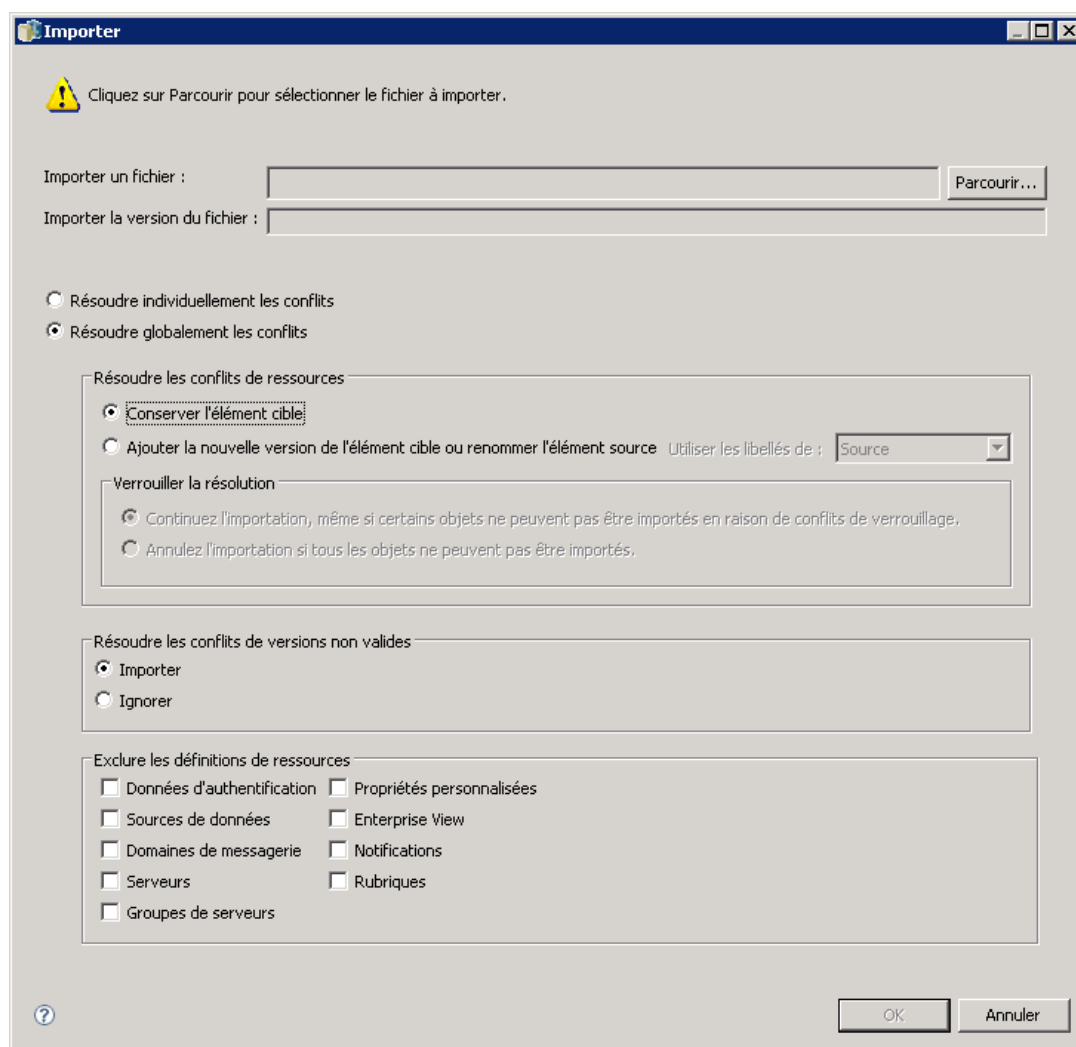 Importer
Cliquez sur Parcourir pour sélectionner le fichier à importer.
Importer un fichier :
Parcourir...
Importer la version du fichier :
Résoudre individuellement les conflits
Résoudre globalement les conflits
Résoudre les conflits de ressources
Conserver l'élément cible
Ajouter la nouvelle version de l'élément cible ou renommer l'élément source Utiliser les libellés de : Source
Verrouiller la résolution
Continuez l'importation, même si certains objets ne peuvent pas être importés en raison de conflits de verrouillage.
Annulez l'importation si tous les objets ne peuvent pas être importés.
Résoudre les conflits de versions non valides
Importer
Ignorer
Exclure les définitions de ressources
Données d'authentification Propriétés personnalisées
Sources de données Enterprise View
Domaines de messagerie Notifications
Serveurs Rubriques
Groupes de serveurs
? OK Annuler